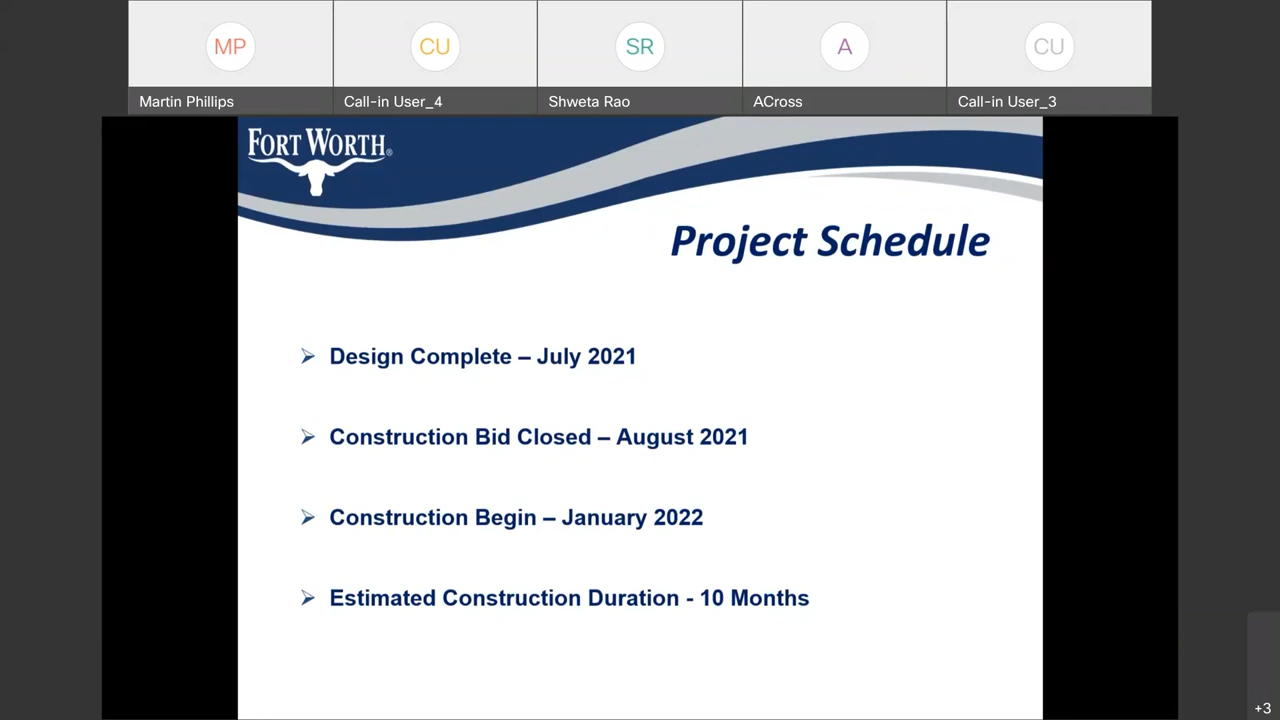 MP
CU
SR
A
CU
Martin Phillips
Call-in User_4
Shweta Rao
ACross
Call-in User_3
FORT WORTH®
Project Schedule
➢ Design Complete – July 2021
➢ Construction Bid Closed – August 2021
➢ Construction Begin – January 2022
➢ Estimated Construction Duration - 10 Months
+3